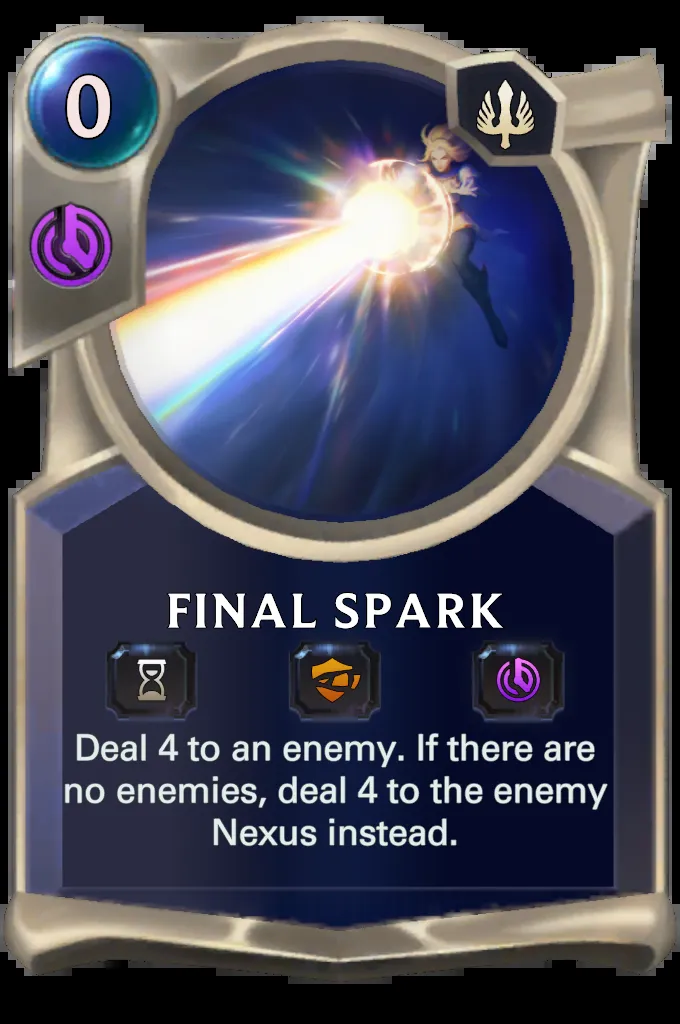 0
FINAL SPARK
Deal 4 to an enemy. If there are
no enemies, deal 4 to the enemy
Nexus instead.